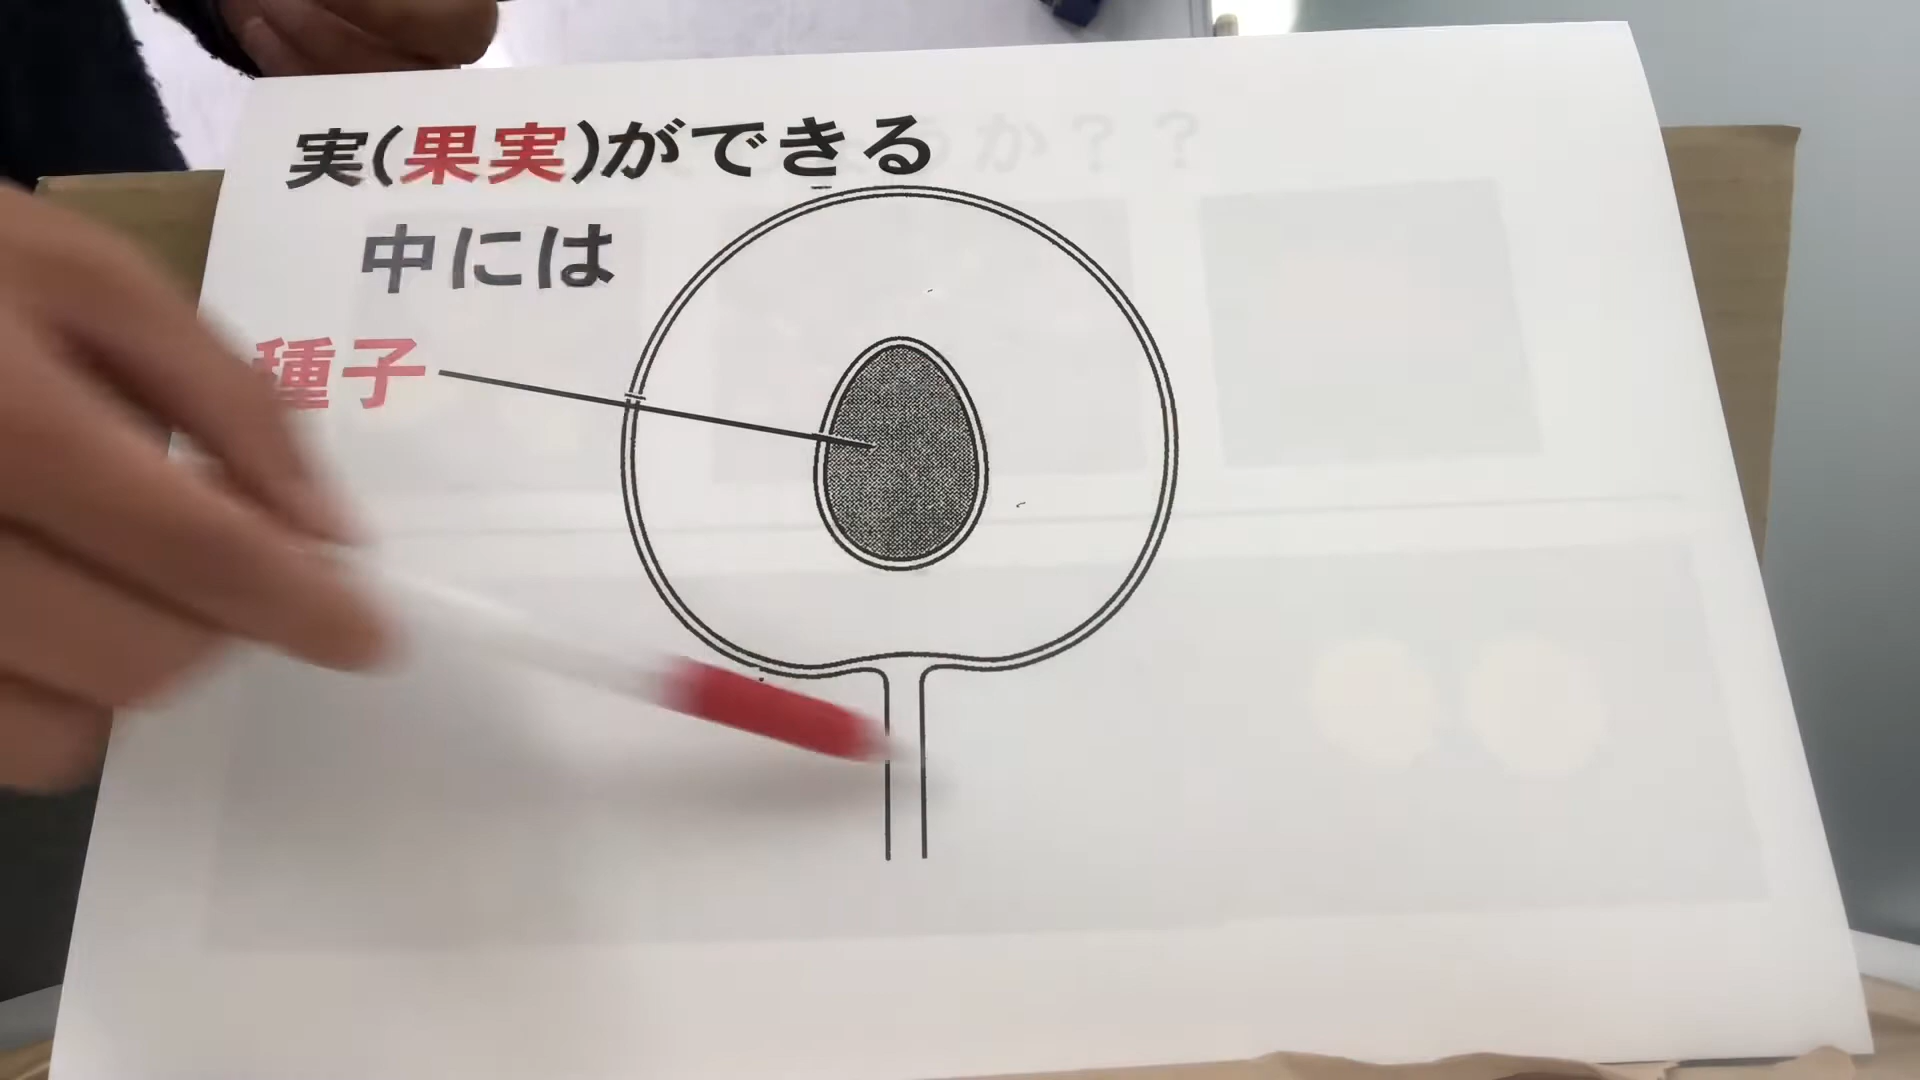 実(果実)ができる
中には
種子